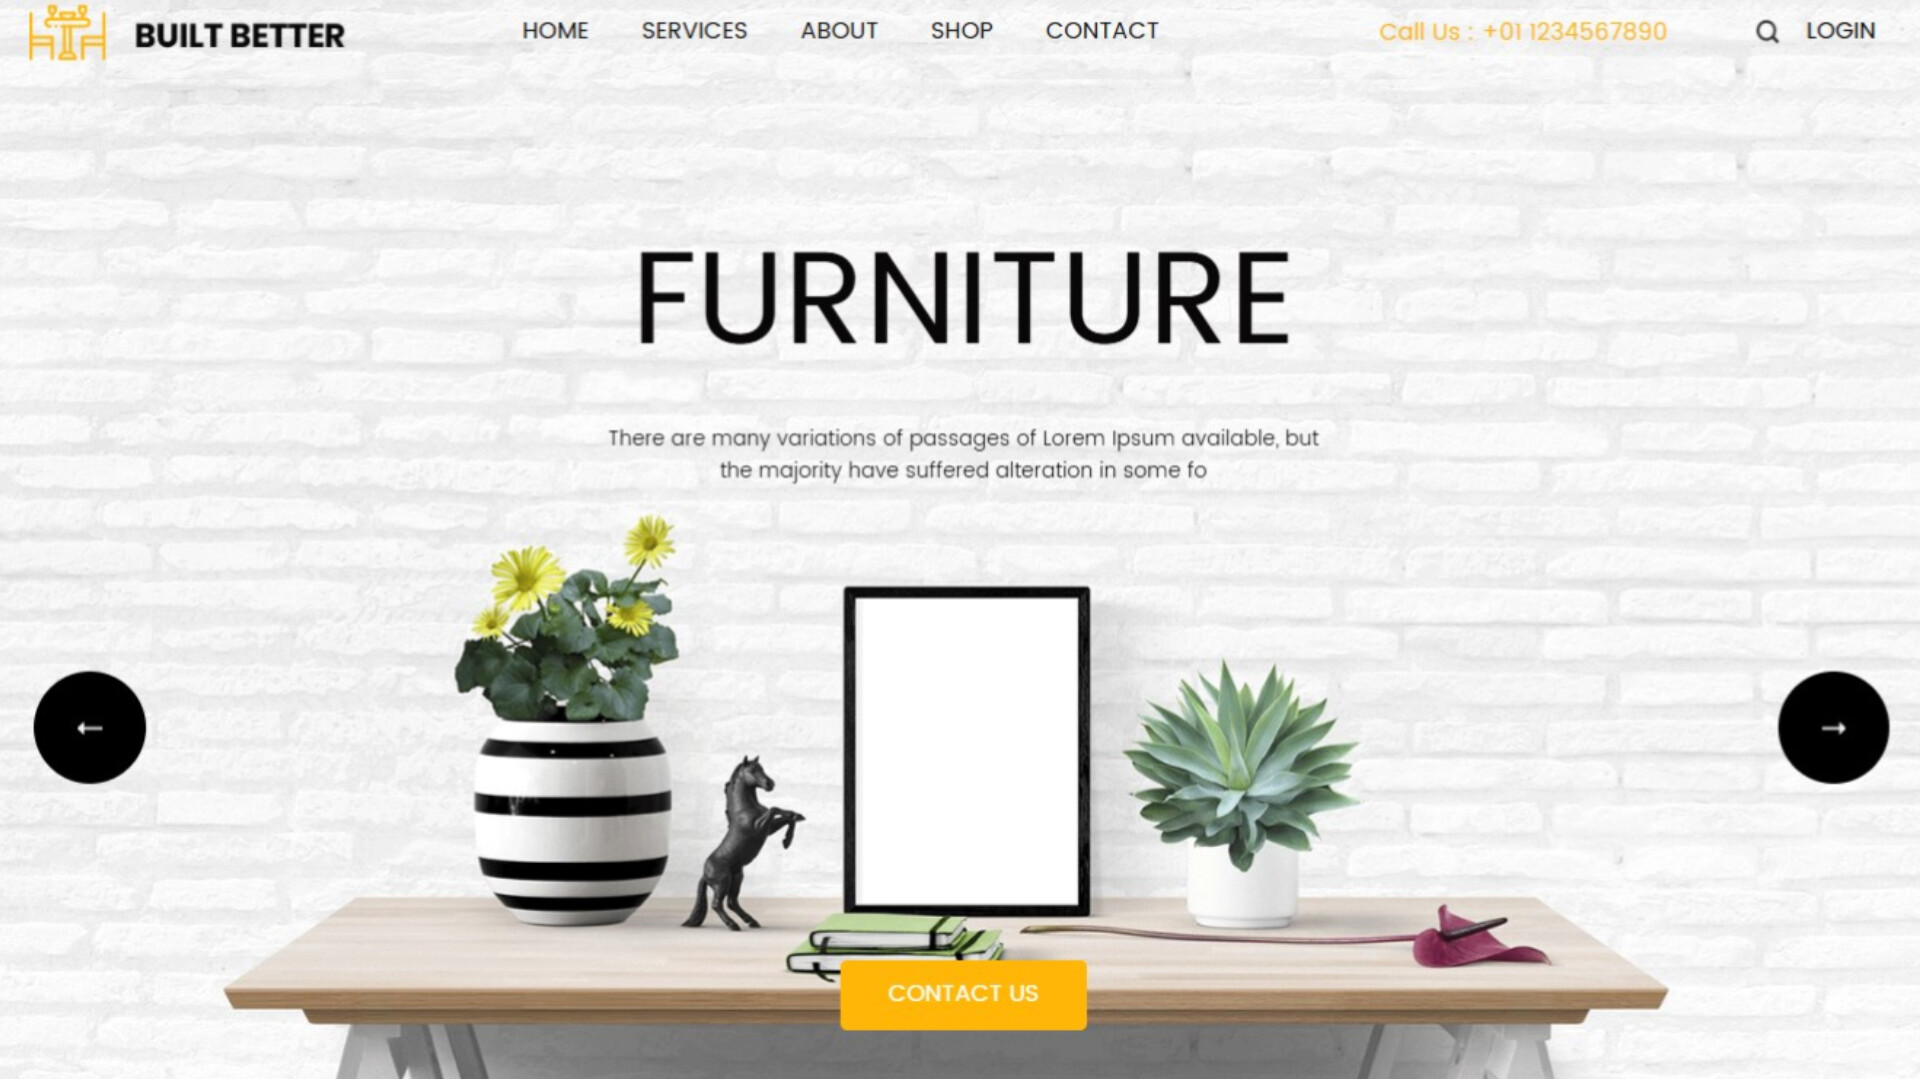 BUILT BETTER
HOME SERVICES ABOUT SHOP CONTACT
Call Us : +01 1234567890
LOGIN
FURNITURE
There are many variations of passages of Lorem Ipsum available, but
the majority have suffered alteration in some fo
CONTACT US